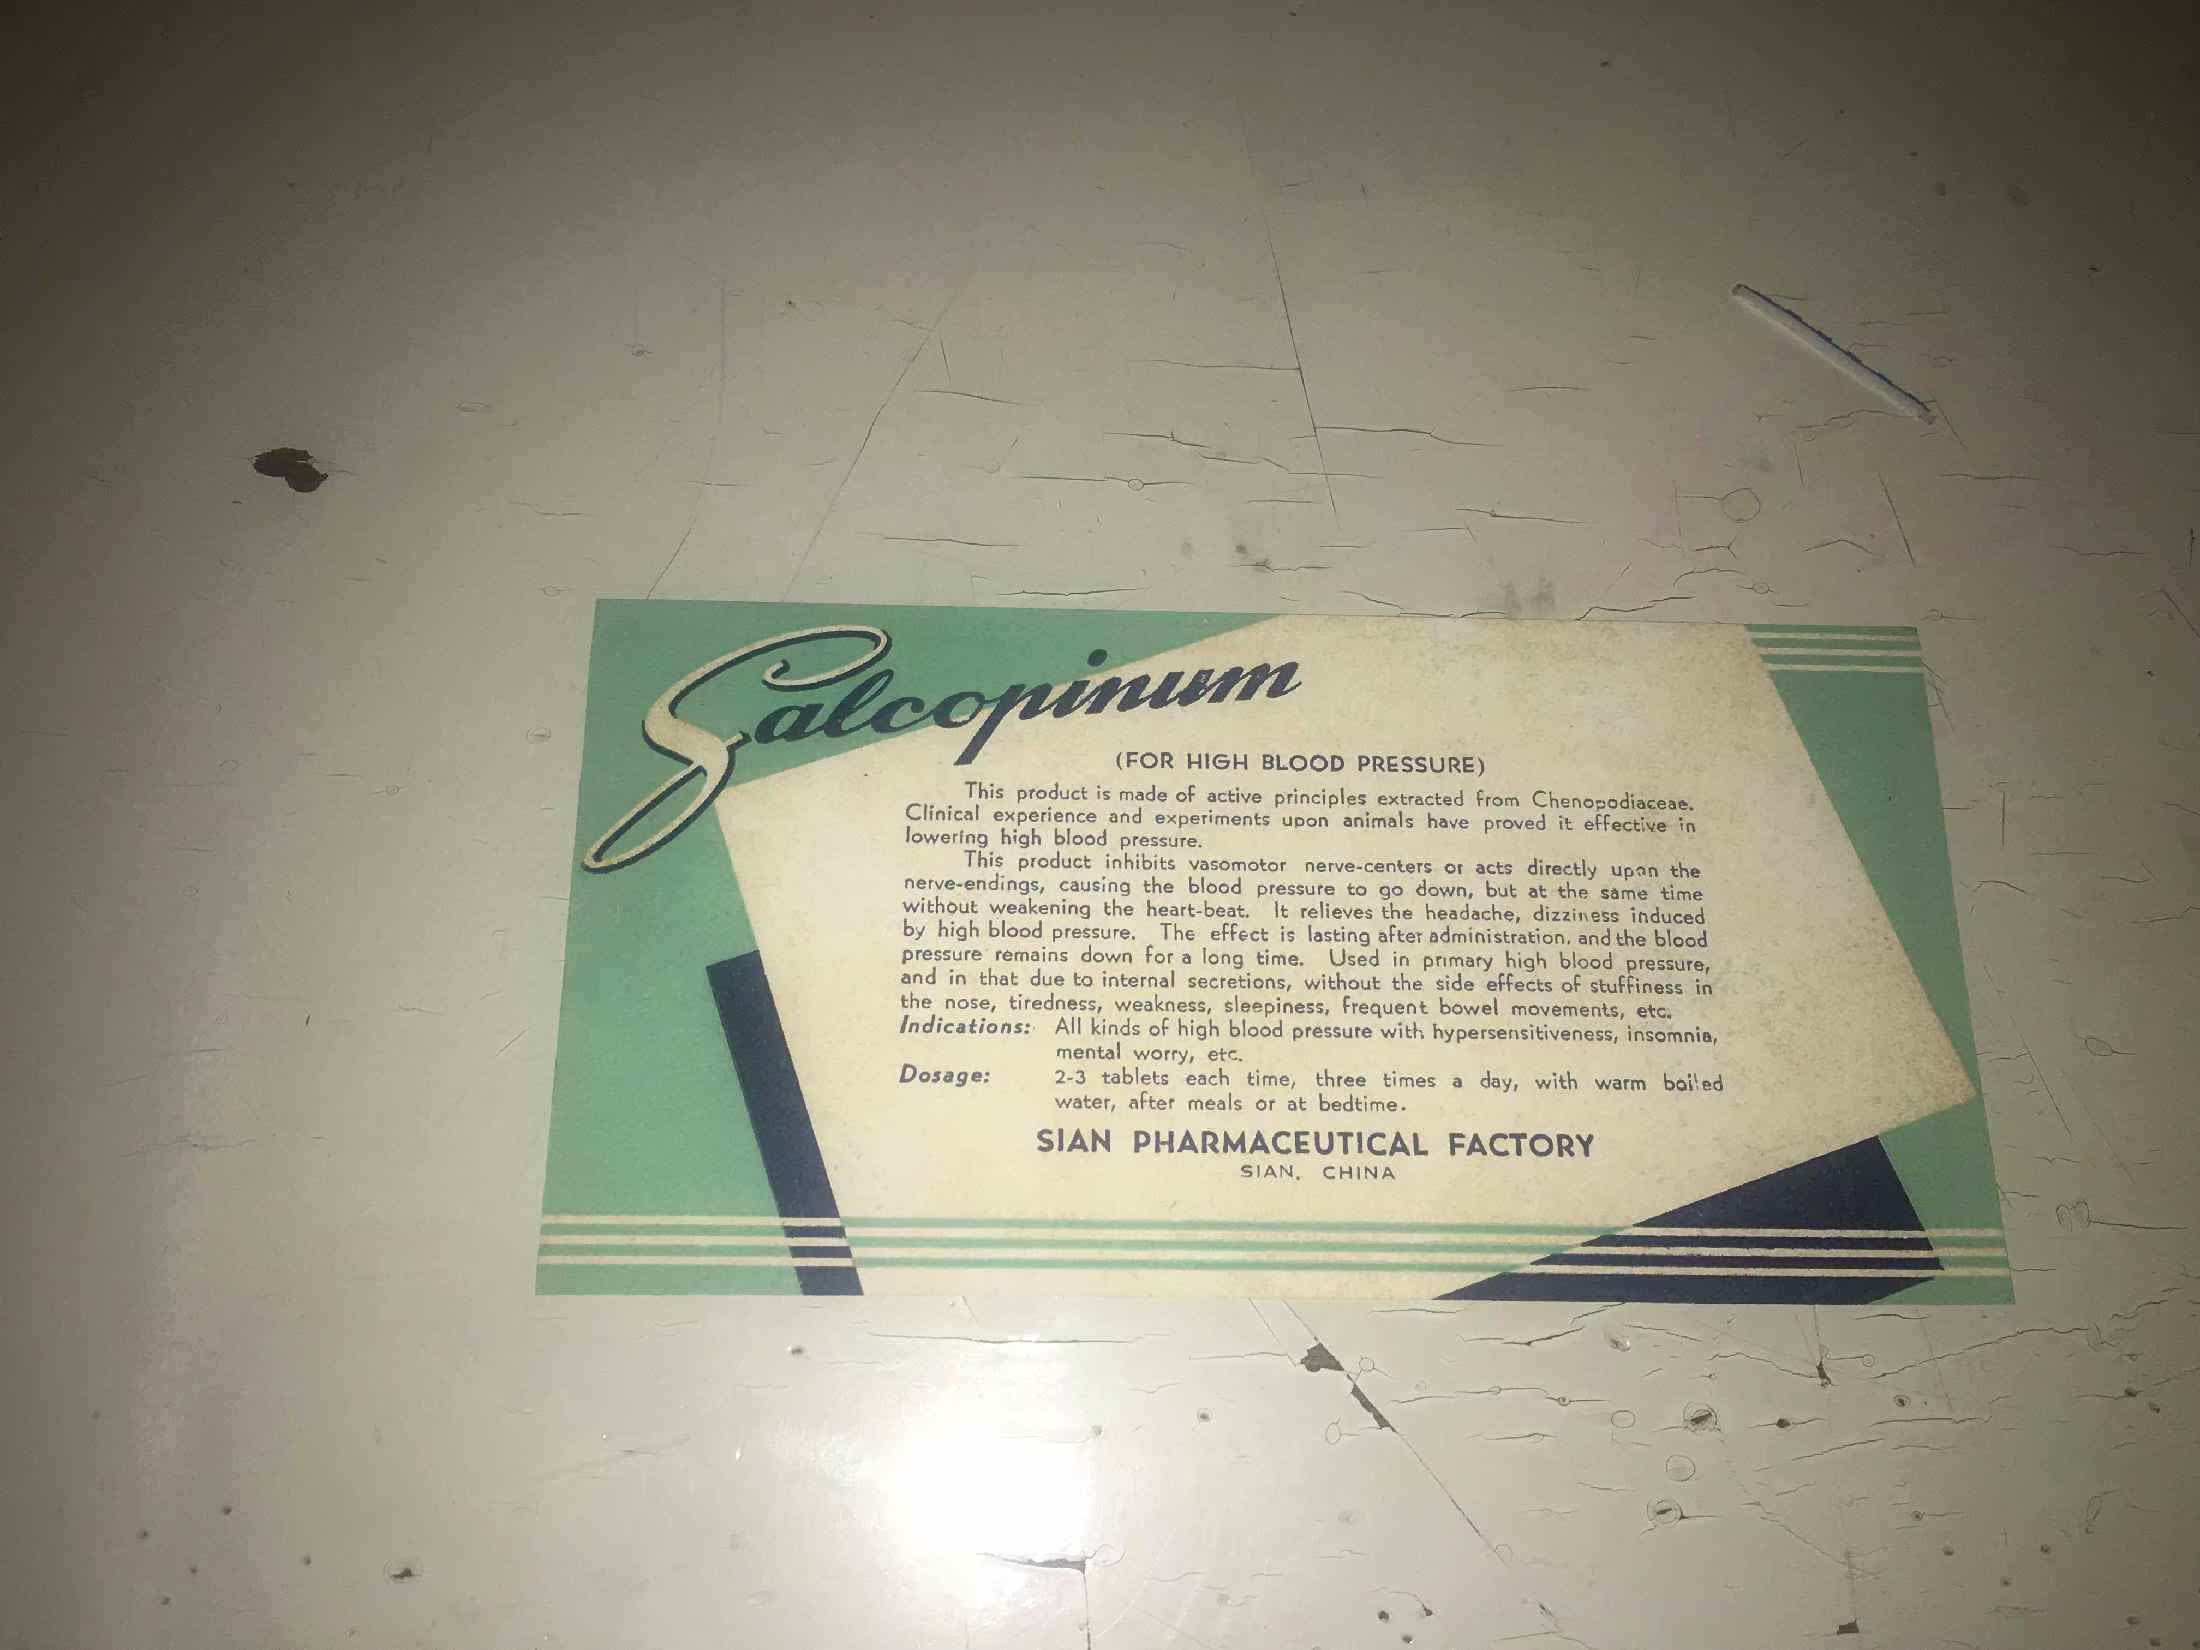 Salcopinum
(FOR HIGH BLOOD PRESSURE)
This product is made of active principles extracted from Chenopodiaceae.
Clinical experience and experiments upon animals have proved it effective in
lowering high blood pressure.
This product inhibits vasomotor nerve-centers or acts directly upon the
nerve-endings, causing the blood pressure to go down, but at the same time
without weakening the heart-beat. It relieves the headache, dizziness induced
by high blood pressure. The effect is lasting after administration, and the blood
pressure remains down for a long time. Used in primary high blood pressure,
and in that due to internal secretions, without the side effects of stuffiness in
the nose, tiredness, weakness, sleepiness, frequent bowel movements, etc.
Indications: All kinds of high blood pressure with hypersensitiveness, insomnia,
mental worry, etc.
Dosage: 2-3 tablets each time, three times a day, with warm boiled
water, after meals or at bedtime.
SIAN PHARMACEUTICAL FACTORY
SIAN, CHINA